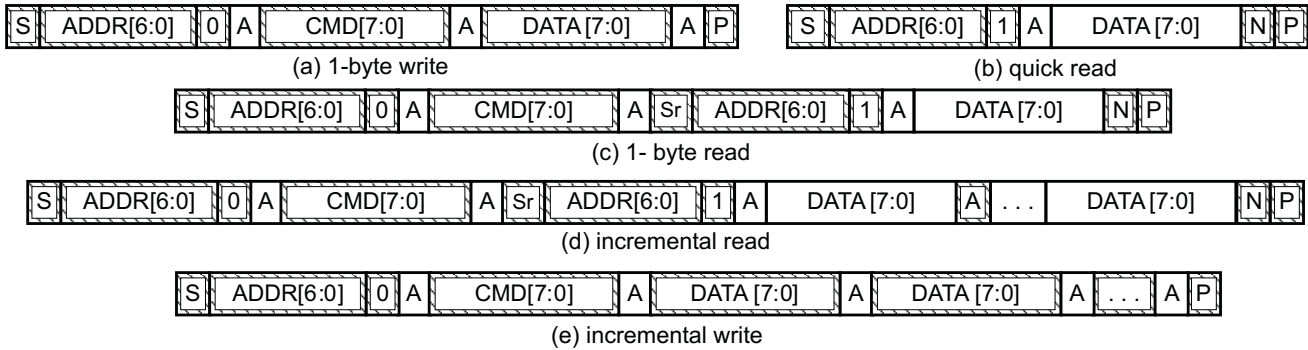 S ADDR[6:0] 0 A CMD[7:0] A DATA [7:0] A P
(a) 1-byte write
S ADDR[6:0] 1 A DATA [7:0] N P
(b) quick read
S ADDR[6:0] 0 A CMD[7:0] A Sr ADDR[6:0] 1 A DATA [7:0] N P
(c) 1- byte read
S ADDR[6:0] 0 A CMD[7:0] A Sr ADDR[6:0] 1 A DATA [7:0] A . . . DATA [7:0] N P
(d) incremental read
S ADDR[6:0] 0 A CMD[7:0] A DATA [7:0] A DATA [7:0] A . . . A P
(e) incremental write